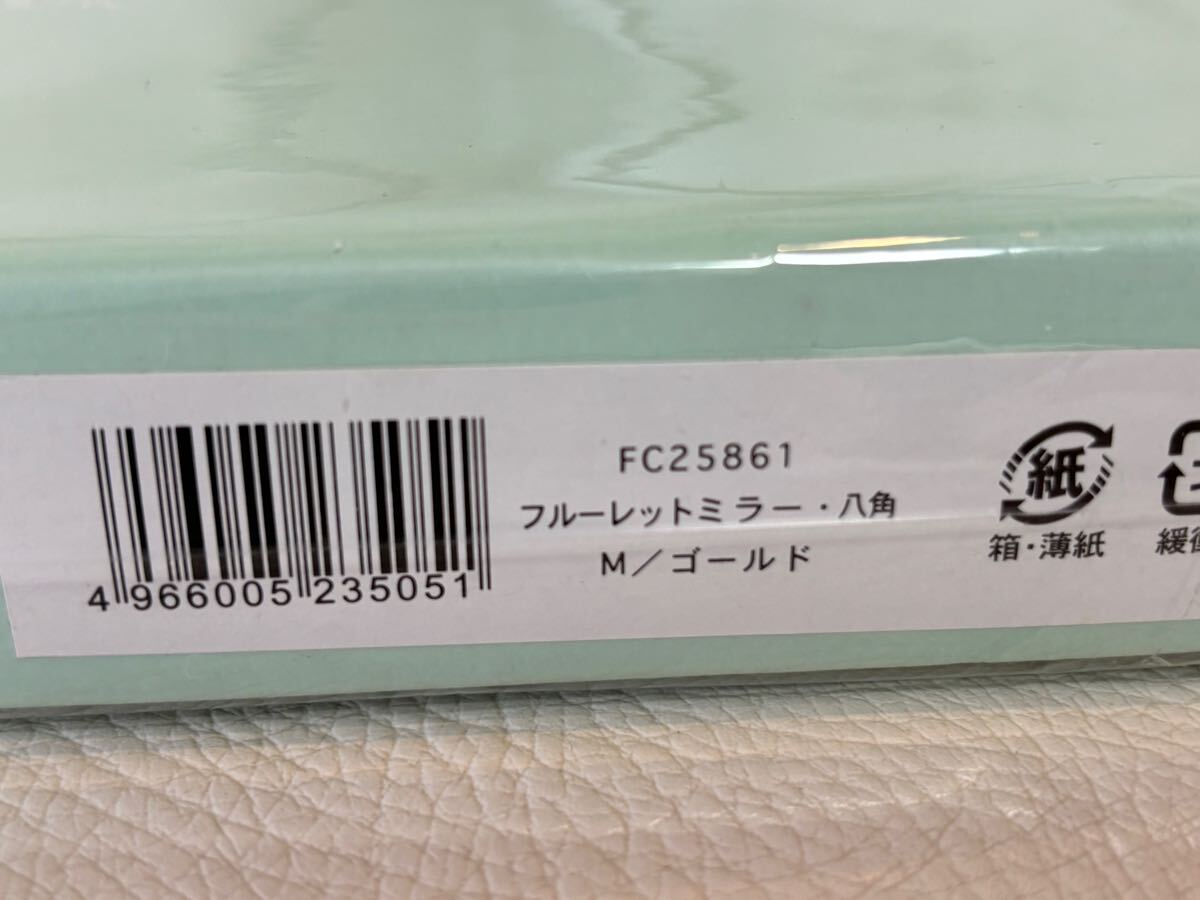 4 966005 235051
FC25861
フルーレットミラー・八角
M／ゴールド
紙
箱・薄紙
緩